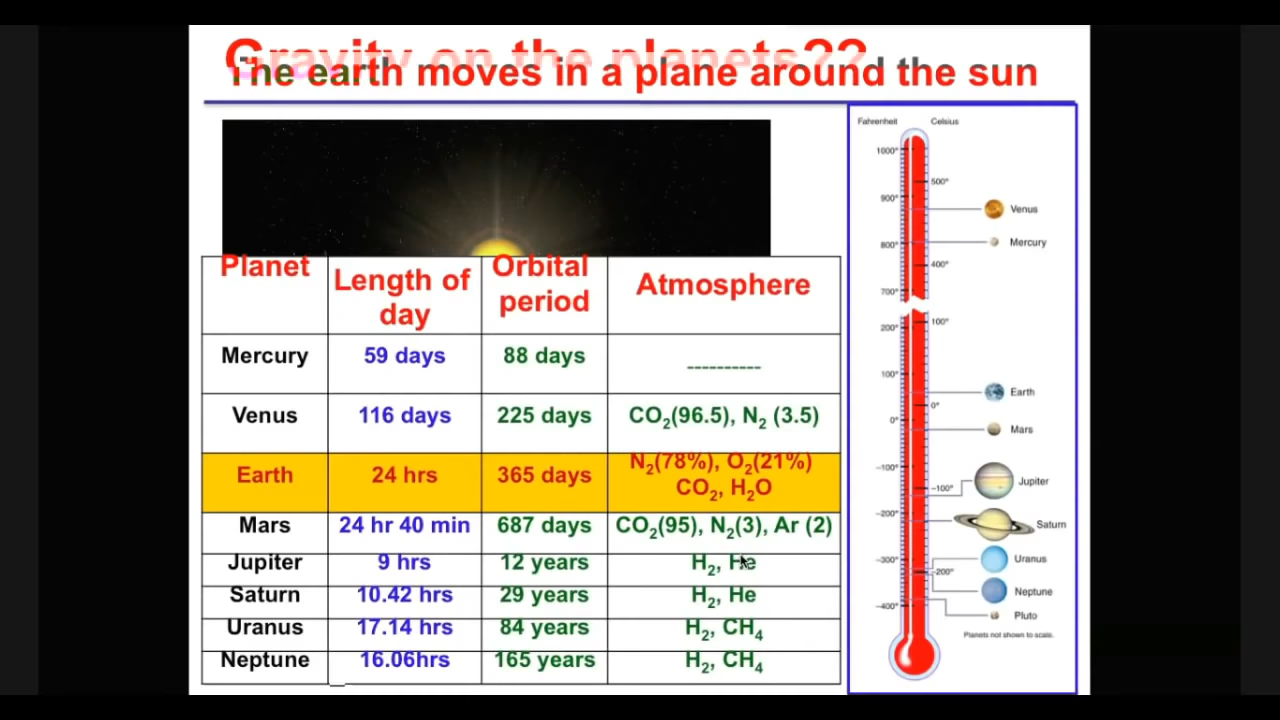 Gravity on the planets??
The earth moves in a plane around the sun
Planet Length of day Orbital period Atmosphere
Mercury 59 days 88 days ----------
Venus 116 days 225 days CO₂(96.5), N₂ (3.5)
Earth 24 hrs 365 days N₂(78%), O₂(21%) CO₂, H₂O
Mars 24 hr 40 min 687 days CO₂(95), N₂(3), Ar (2)
Jupiter 9 hrs 12 years H₂, He
Saturn 10.42 hrs 29 years H₂, He
Uranus 17.14 hrs 84 years H₂, CH₄
Neptune 16.06hrs 165 years H₂, CH₄
Fahrenheit Celsius
1000°
500°
900°
Venus
800°
Mercury
400°
700°
200°
100°
100°
Earth
0°
0°
Mars
-100°
-100°
Jupiter
-200°
Saturn
-300°
Uranus
-200°
Neptune
-400°
Pluto
Planets not shown to scale.